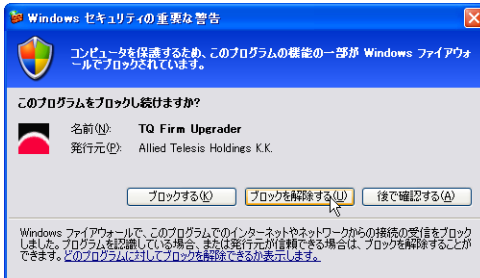 Windows セキュリティの重要な警告
コンピュータを保護するため、このプログラムの機能の一部が Windows ファイアウォ
ールでブロックされています。
このプログラムをブロックし続けますか?
名前(N): TQ Firm Upgrader
発行元(P): Allied Telesis Holdings K.K.
ブロックする(K) ブロックを解除する(U) 後で確認する(A)
Windows ファイアウォールで、このプログラムでのインターネットやネットワークからの接続の受信をブロック
しました。プログラムを認識している場合、または発行元が信頼できる場合は、ブロックを解除することが
できます。どのプログラムに対してブロックを解除できるか表示します。